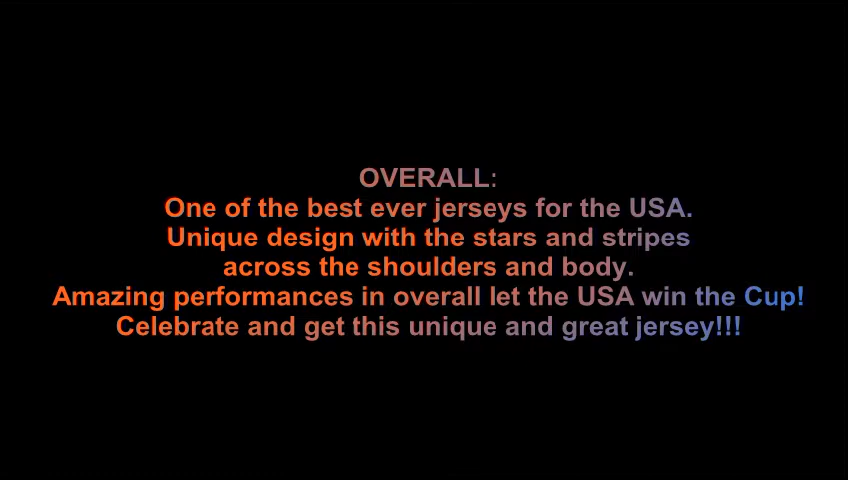 OVERALL:
One of the best ever jerseys for the USA.
Unique design with the stars and stripes
across the shoulders and body.
Amazing performances in overall let the USA win the Cup!
Celebrate and get this unique and great jersey!!!